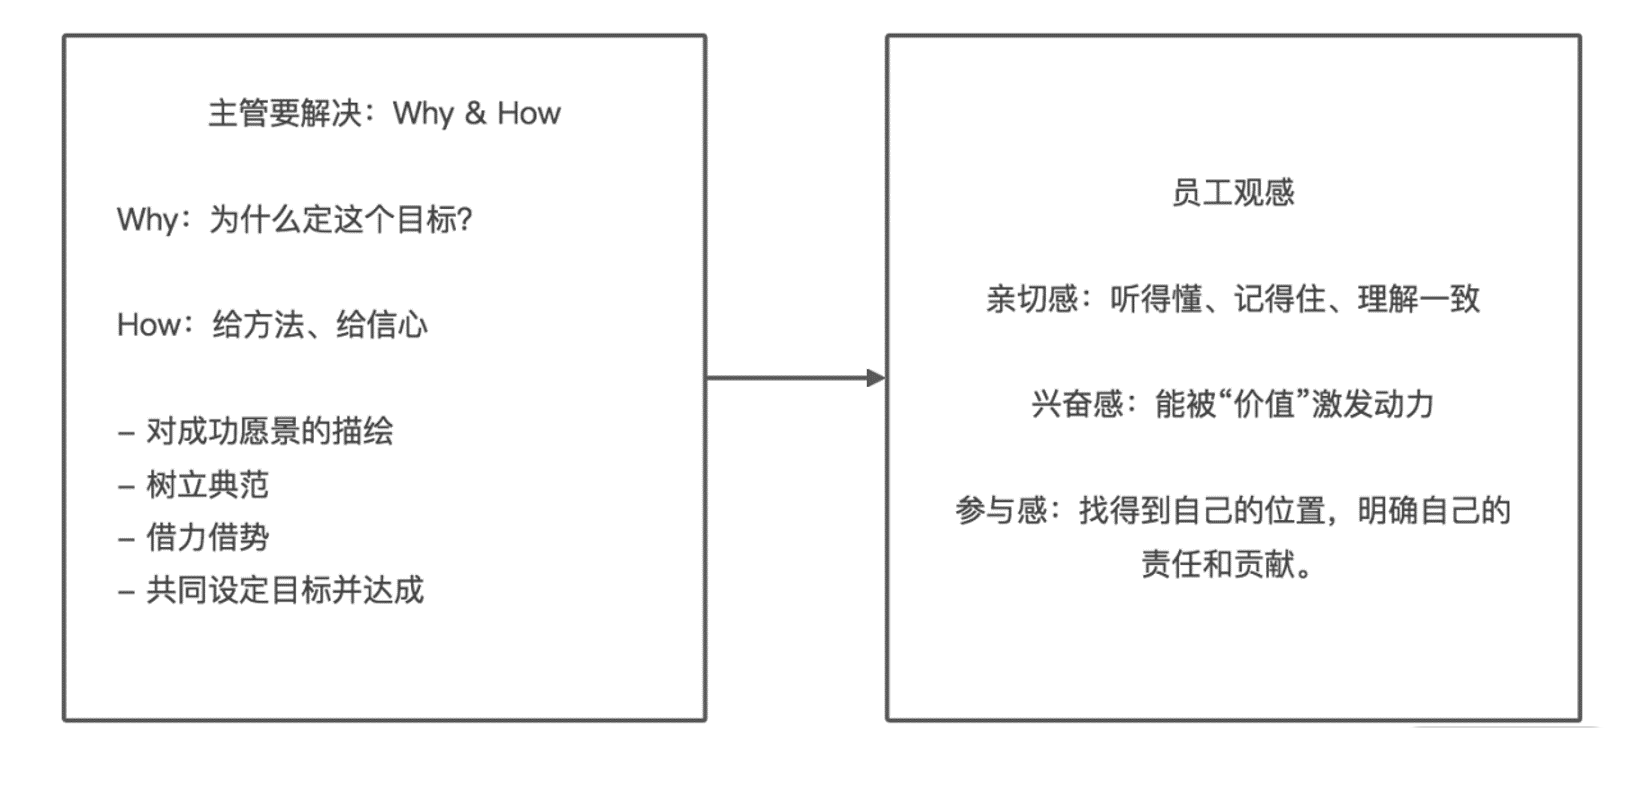 主管要解决：Why & How
Why：为什么定这个目标？
How：给方法、给信心
– 对成功愿景的描绘
– 树立典范
– 借力借势
– 共同设定目标并达成
员工观感
亲切感：听得懂、记得住、理解一致
兴奋感：能被“价值”激发动力
参与感：找得到自己的位置，明确自己的
责任和贡献。